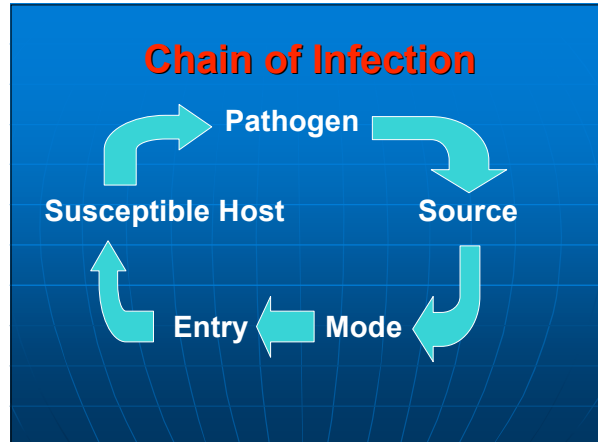 Chain of Infection
Pathogen
Susceptible Host Source
Entry Mode